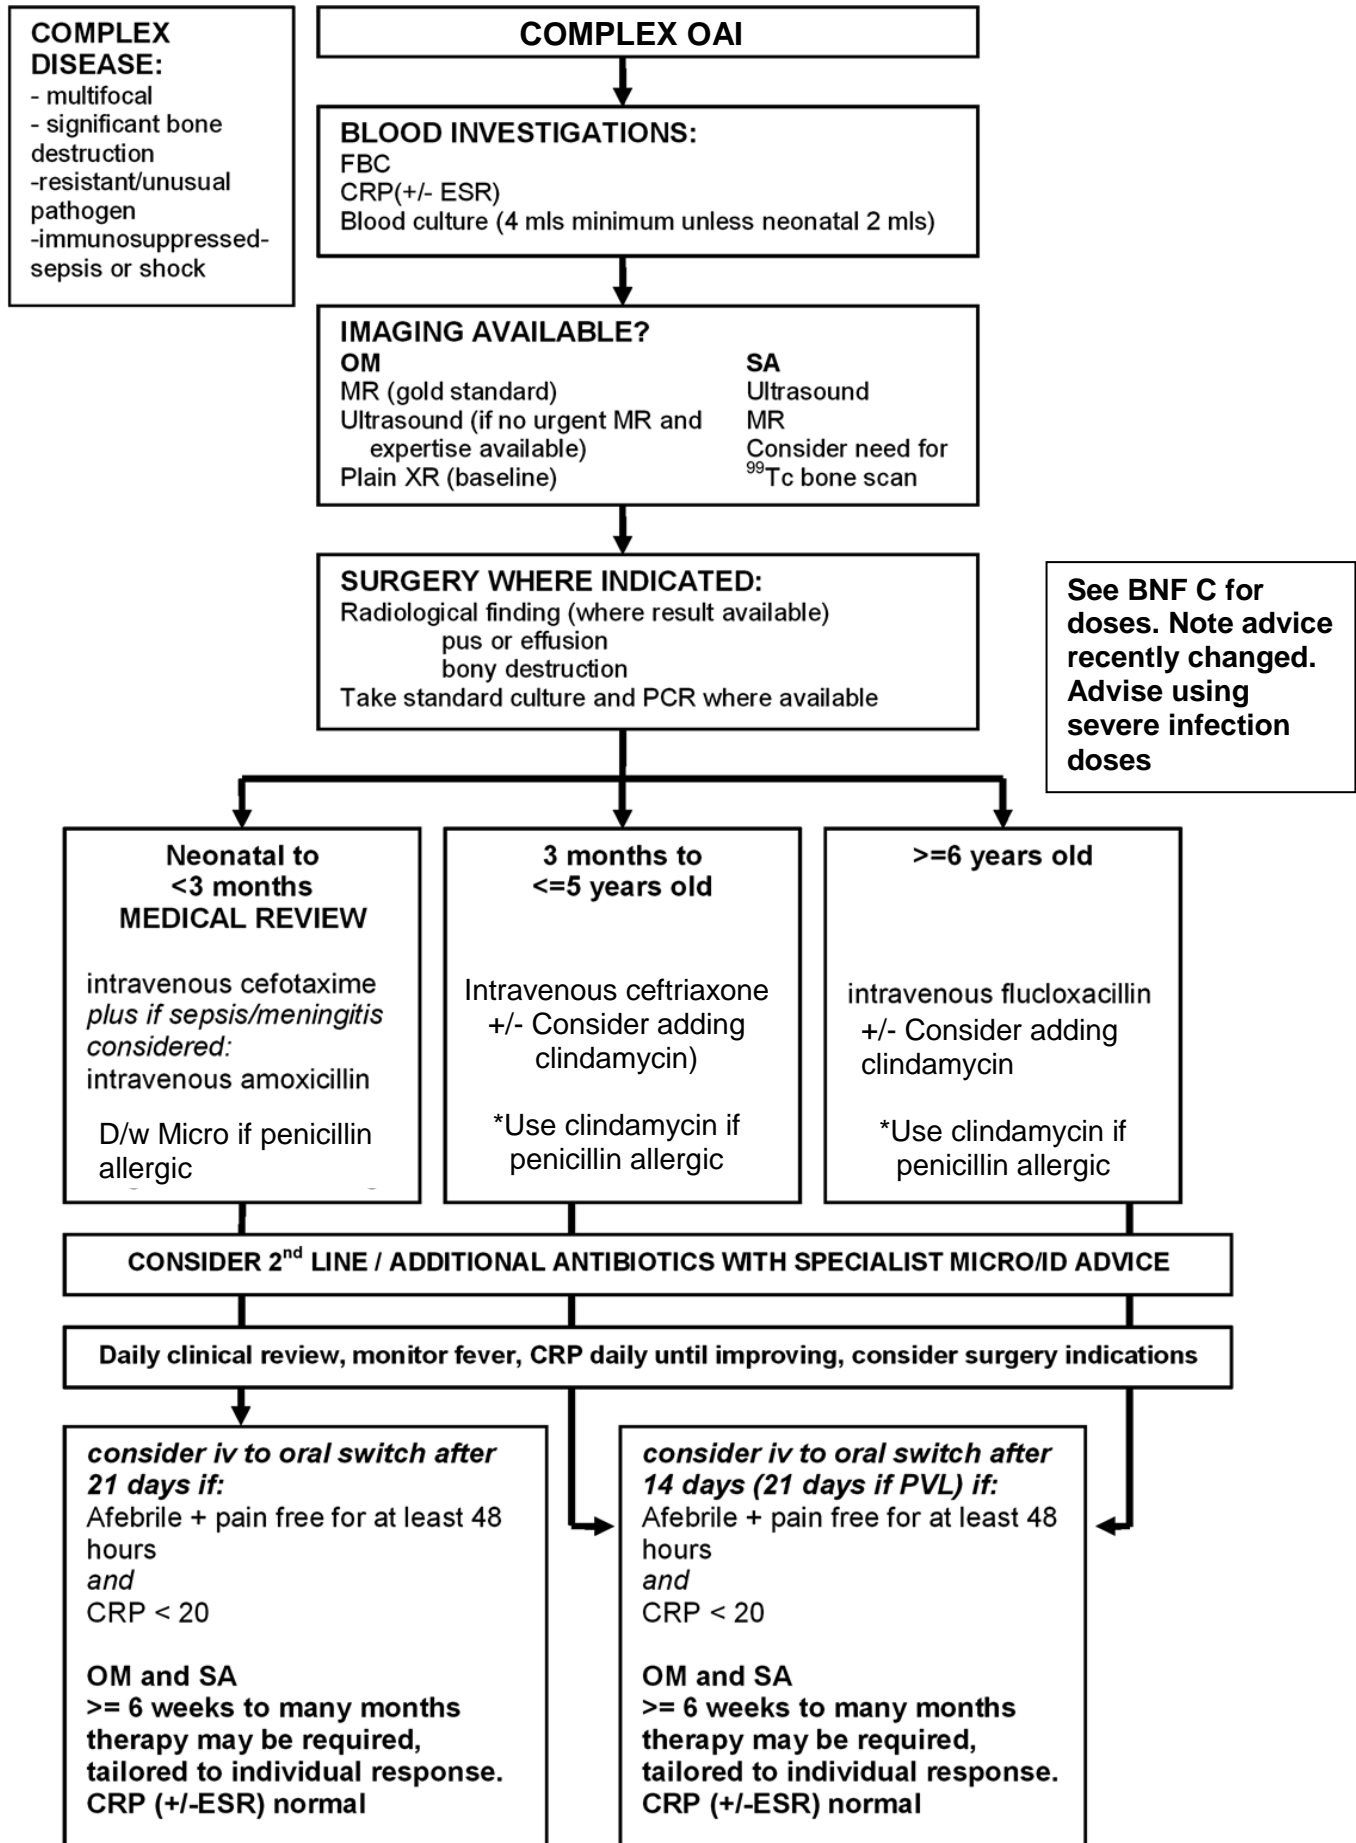 COMPLEX
DISEASE:
- multifocal
- significant bone
destruction
-resistant/unusual
pathogen
-immunosuppressed-
sepsis or shock
COMPLEX OAI
BLOOD INVESTIGATIONS:
FBC
CRP(+/- ESR)
Blood culture (4 mls minimum unless neonatal 2 mls)
IMAGING AVAILABLE?
OM
MR (gold standard)
Ultrasound (if no urgent MR and
expertise available)
Plain XR (baseline)
SA
Ultrasound
MR
Consider need for
⁹⁹Tc bone scan
SURGERY WHERE INDICATED:
Radiological finding (where result available)
pus or effusion
bony destruction
Take standard culture and PCR where available
See BNF C for
doses. Note advice
recently changed.
Advise using
severe infection
doses
Neonatal to
<3 months
MEDICAL REVIEW
intravenous cefotaxime
plus if sepsis/meningitis
considered:
intravenous amoxicillin
D/w Micro if penicillin
allergic
3 months to
<=5 years old
Intravenous ceftriaxone
+/- Consider adding
clindamycin)
*Use clindamycin if
penicillin allergic
>=6 years old
intravenous flucloxacillin
+/- Consider adding
clindamycin
*Use clindamycin if
penicillin allergic
CONSIDER 2ⁿᵈ LINE / ADDITIONAL ANTIBIOTICS WITH SPECIALIST MICRO/ID ADVICE
Daily clinical review, monitor fever, CRP daily until improving, consider surgery indications
consider iv to oral switch after
21 days if:
Afebrile + pain free for at least 48
hours
and
CRP < 20
OM and SA
>= 6 weeks to many months
therapy may be required,
tailored to individual response.
CRP (+/-ESR) normal
consider iv to oral switch after
14 days (21 days if PVL) if:
Afebrile + pain free for at least 48
hours
and
CRP < 20
OM and SA
>= 6 weeks to many months
therapy may be required,
tailored to individual response.
CRP (+/-ESR) normal